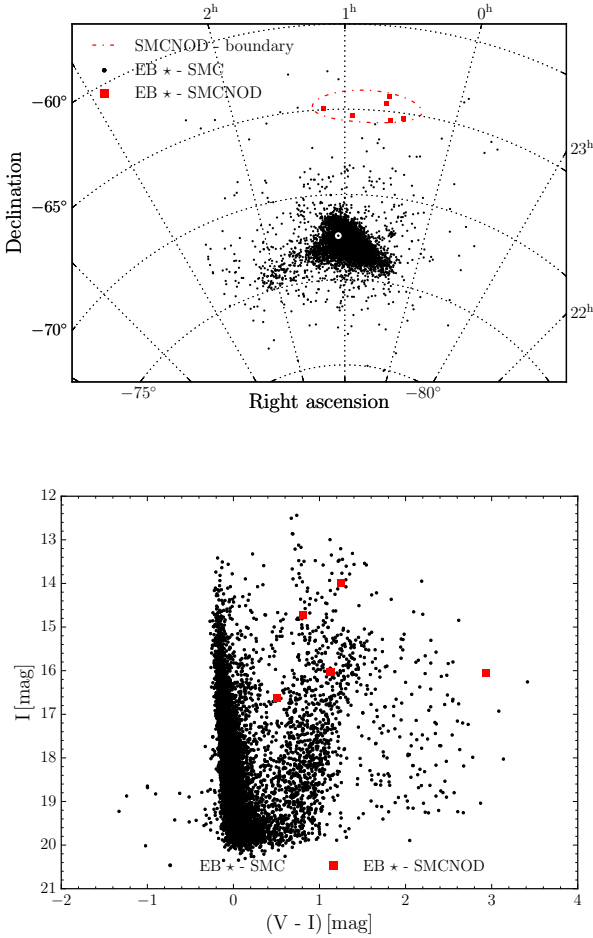 2ʰ 1ʰ 0ʰ
SMCNOD - boundary
EB ⋆ - SMC
EB ⋆ - SMCNOD
−60°
23ʰ
−65°
Declination
22ʰ
−70°
−75° −80°
Right ascension
12
13
14
15
16
17
18
19
20
21
I [mag]
EB ⋆ - SMC EB ⋆ - SMCNOD
−2 −1 0 1 2 3 4
(V - I) [mag]